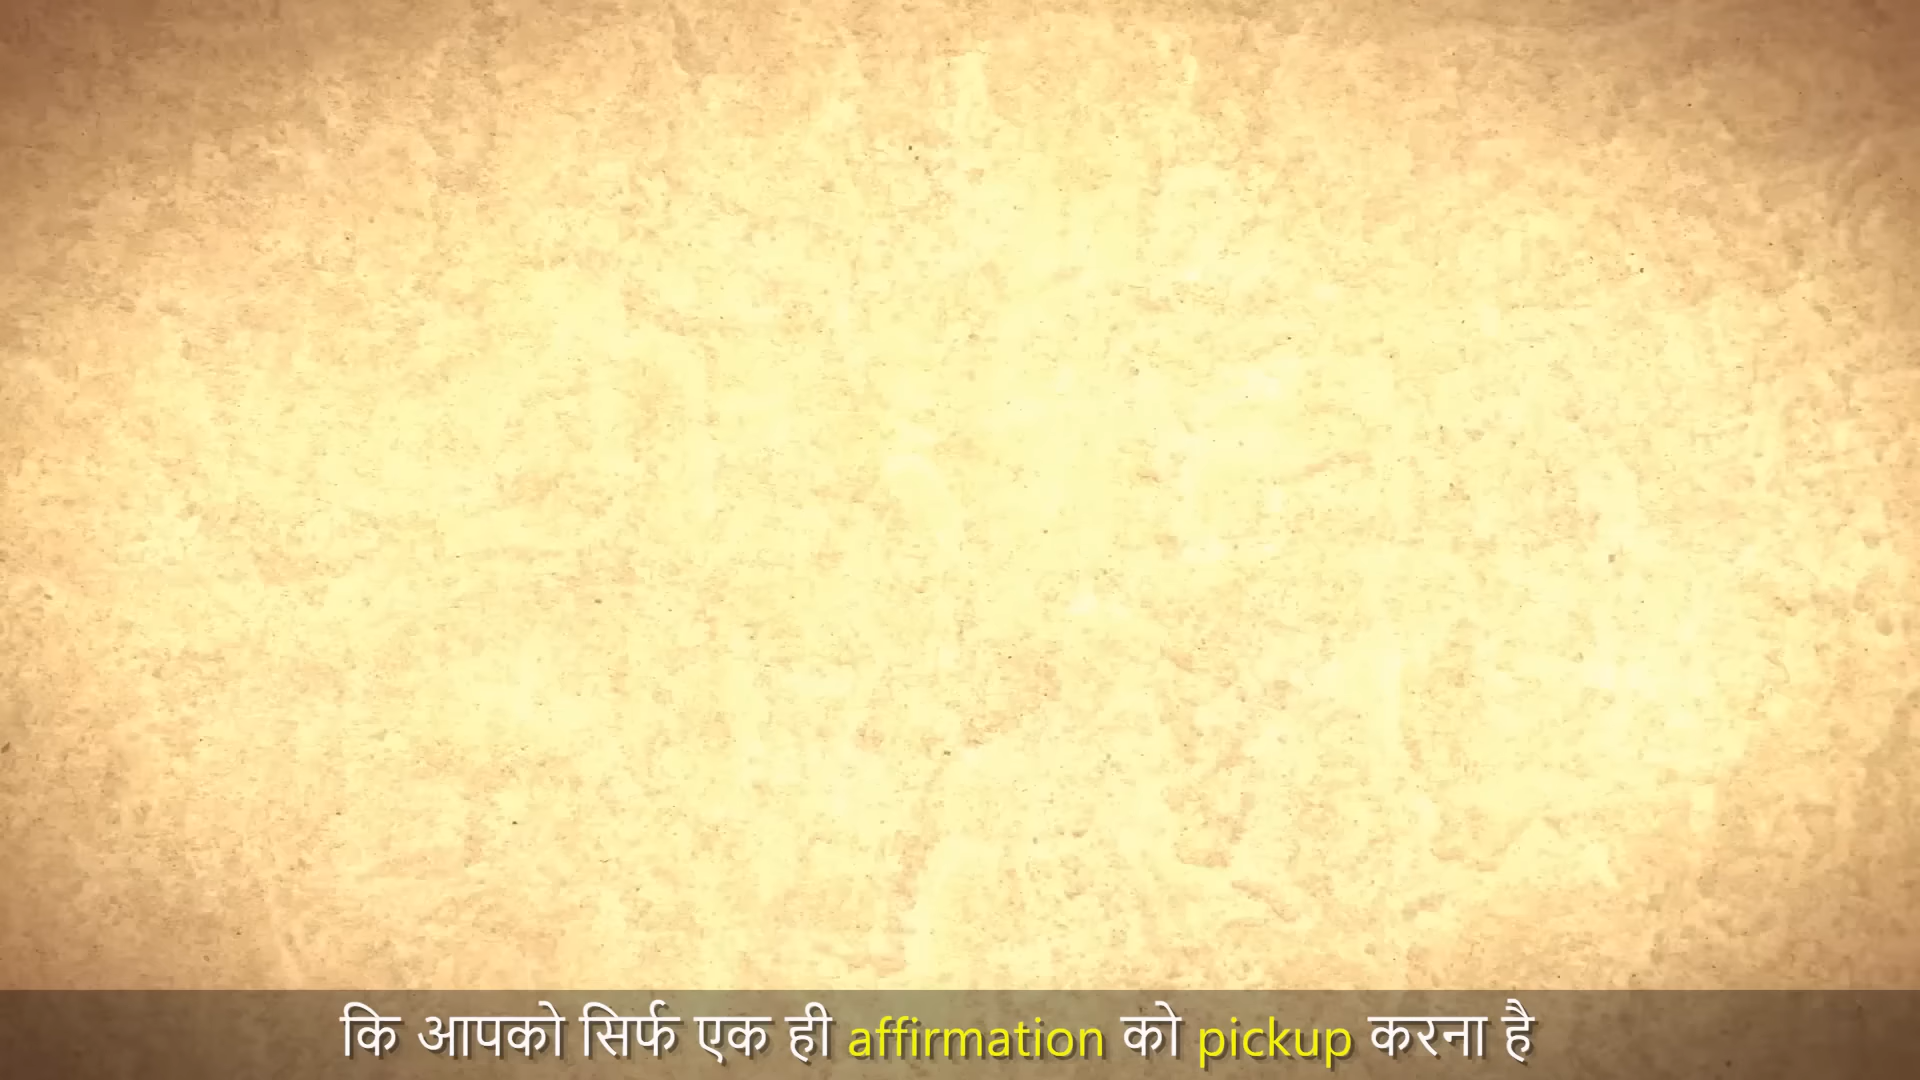 कि आपको सिर्फ एक ही affirmation को pickup करना है